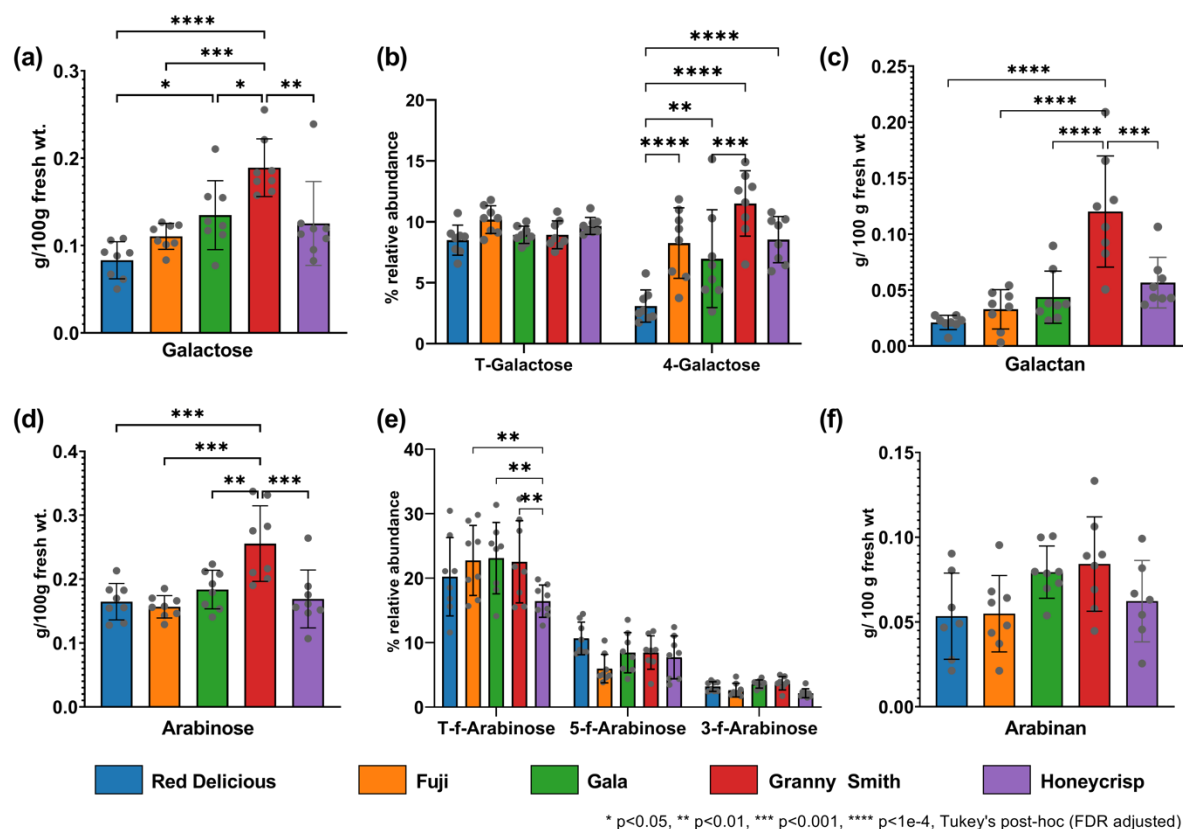 (a)
****
***
* * **
g/100g fresh wt.
0.3
0.2
0.1
0.0
Galactose
(b)
****
****
**
**** ***
% relative abundance
20
15
10
5
0
T-Galactose 4-Galactose
(c)
****
****
**** ***
g/ 100 g fresh wt
0.25
0.20
0.15
0.10
0.05
0.00
Galactan
(d)
***
***
** ***
g/100g fresh wt.
0.4
0.3
0.2
0.1
0.0
Arabinose
(e)
**
**
**
% relative abundance
40
30
20
10
0
T-f-Arabinose 5-f-Arabinose 3-f-Arabinose
(f)
g/ 100 g fresh wt
0.15
0.10
0.05
0.00
Arabinan
Red Delicious Fuji Gala Granny Smith Honeycrisp
* p<0.05, ** p<0.01, *** p<0.001, **** p<1e-4, Tukey's post-hoc (FDR adjusted)